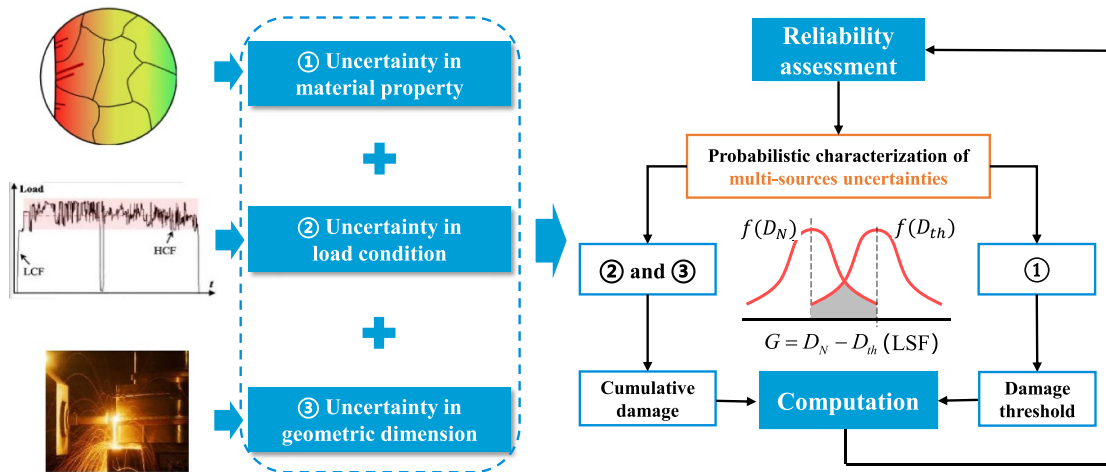 ① Uncertainty in
material property
Load
HCF
LCF
t
② Uncertainty in
load condition
③ Uncertainty in
geometric dimension
Reliability
assessment
Probabilistic characterization of
multi-sources uncertainties
f(D_N)
f(D_th)
② and ③
①
G = D_N − D_th (LSF)
Cumulative
damage
Computation
Damage
threshold